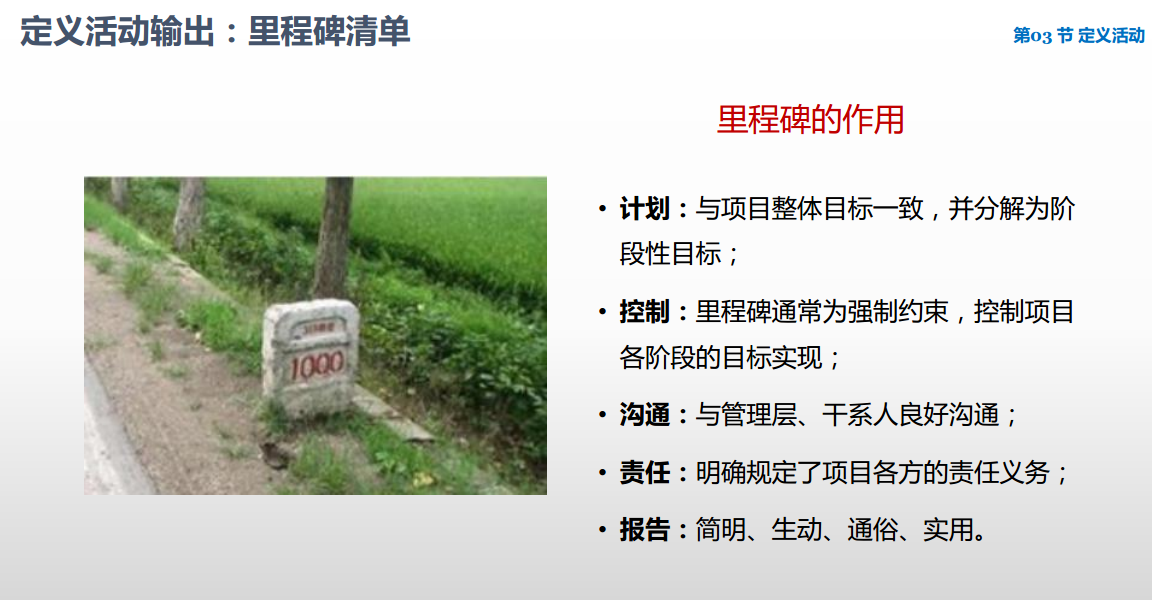 定义活动输出：里程碑清单
第03 节 定义活动
里程碑的作用
1000
• 计划：与项目整体目标一致，并分解为阶
段性目标；
• 控制：里程碑通常为强制约束，控制项目
各阶段的目标实现；
• 沟通：与管理层、干系人良好沟通；
• 责任：明确规定了项目各方的责任义务；
• 报告：简明、生动、通俗、实用。